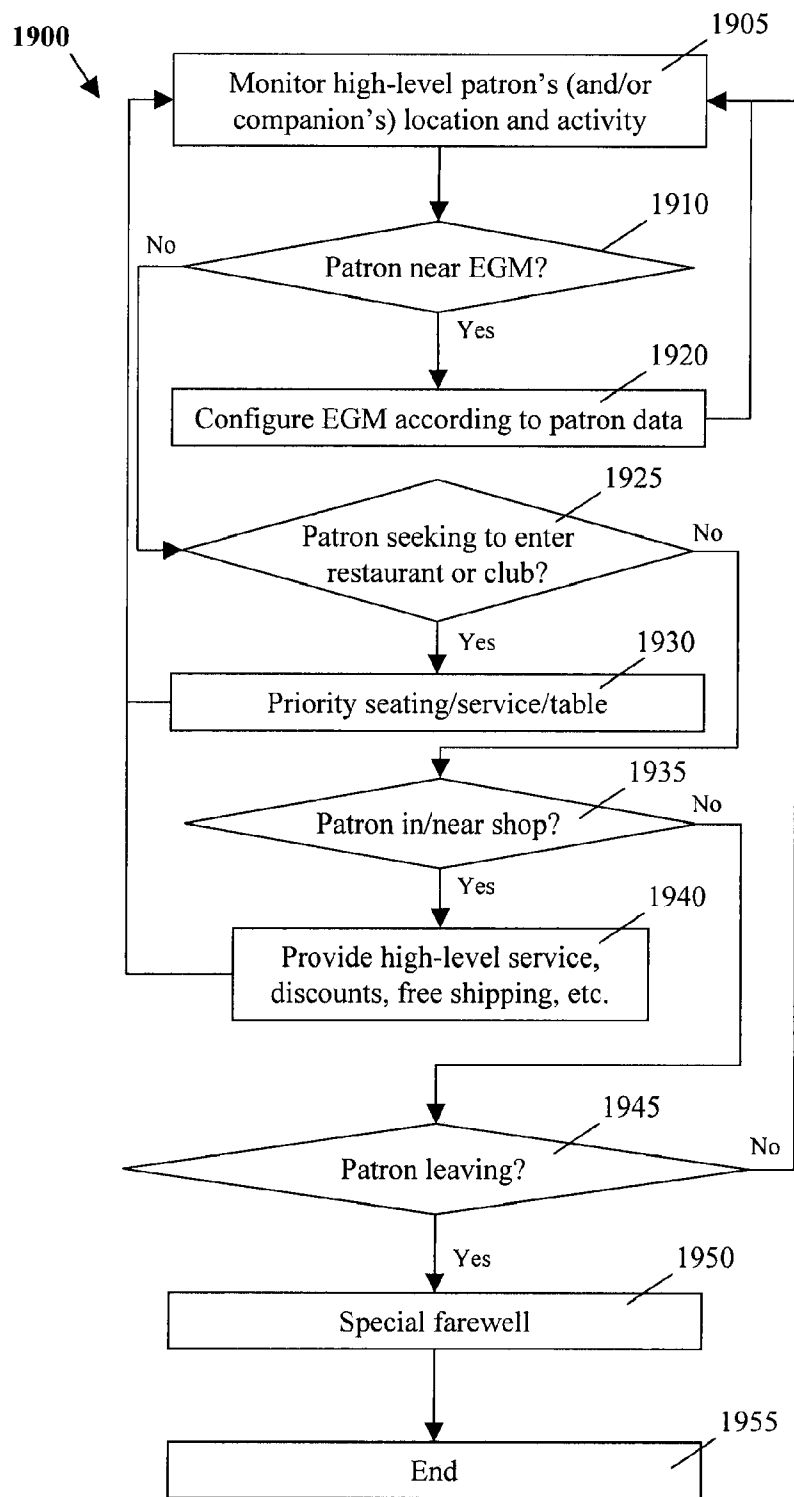 1900
1905
Monitor high-level patron's (and/or
companion's) location and activity
1910
No
Patron near EGM?
Yes
1920
Configure EGM according to patron data
1925
Patron seeking to enter
restaurant or club?
No
Yes
1930
Priority seating/service/table
1935
Patron in/near shop?
No
Yes
1940
Provide high-level service,
discounts, free shipping, etc.
1945
Patron leaving?
No
Yes
1950
Special farewell
1955
End